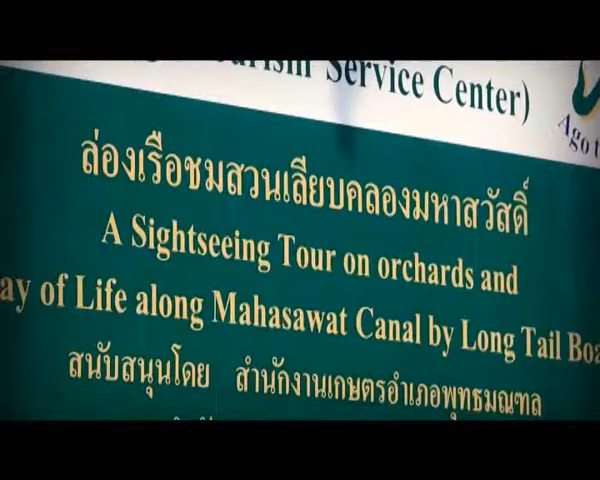 Service Center)
Ago t
ล่องเรือชมสวนเลียบคลองมหาสวัสดิ์
A Sightseeing Tour on orchards and
ay of Life along Mahasawat Canal by Long Tail Boa
สนับสนุนโดย สำนักงานเกษตรอำเภอพุทธมณฑล